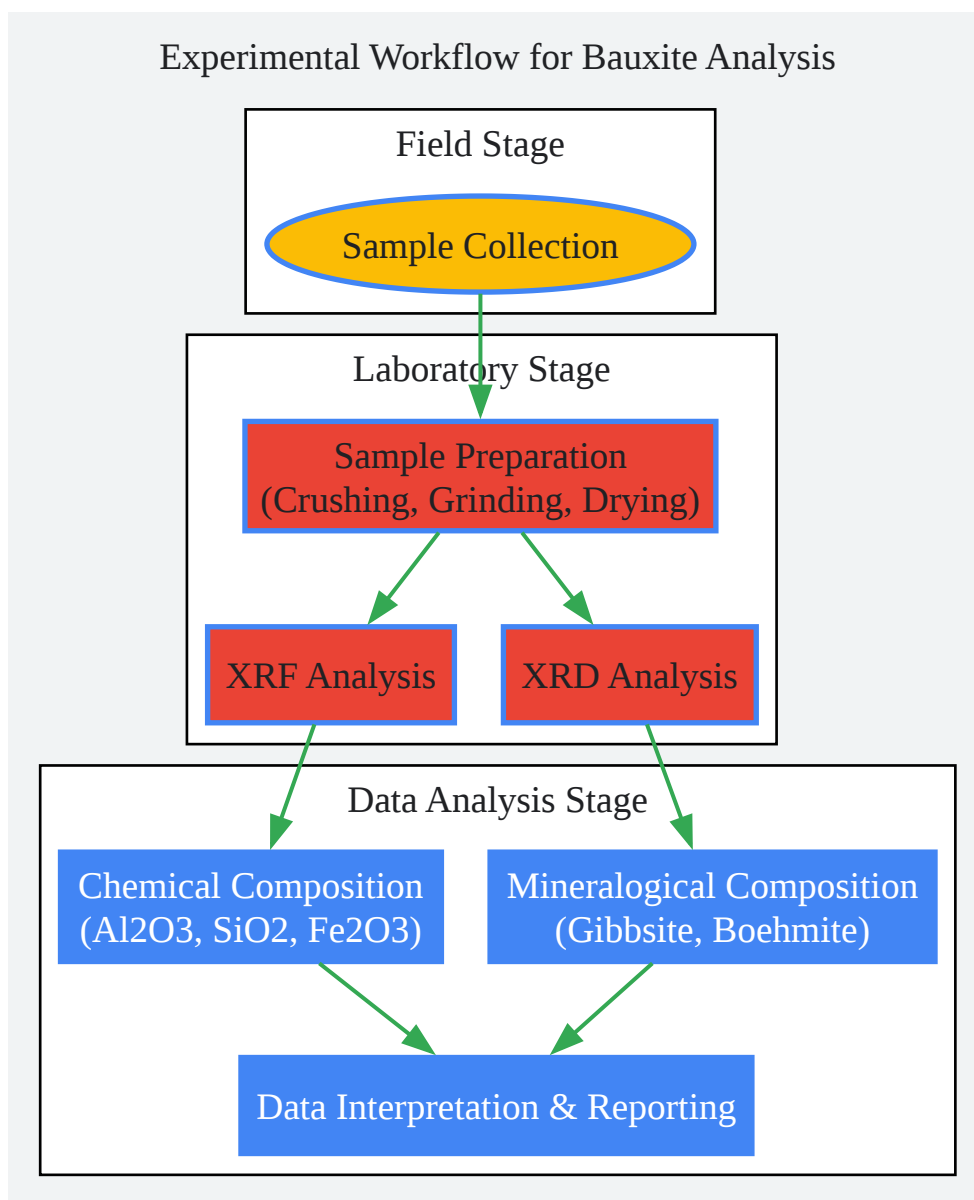 Experimental Workflow for Bauxite Analysis
Field Stage
Sample Collection
Laboratory Stage
Sample Preparation
(Crushing, Grinding, Drying)
XRF Analysis
XRD Analysis
Data Analysis Stage
Chemical Composition
(Al2O3, SiO2, Fe2O3)
Mineralogical Composition
(Gibbsite, Boehmite)
Data Interpretation & Reporting